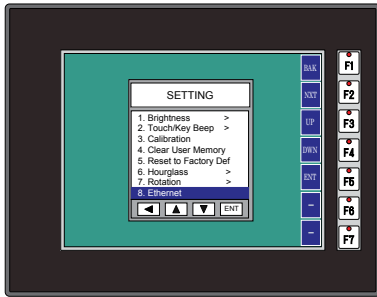 SETTING
1. Brightness >
2. Touch/Key Beep >
3. Calibration
4. Clear User Memory
5. Reset to Factory Def
6. Hourglass >
7. Rotation >
8. Ethernet
ENT
BAK
NXT
UP
DWN
ENT
–
–
F1
F2
F3
F4
F5
F6
F7